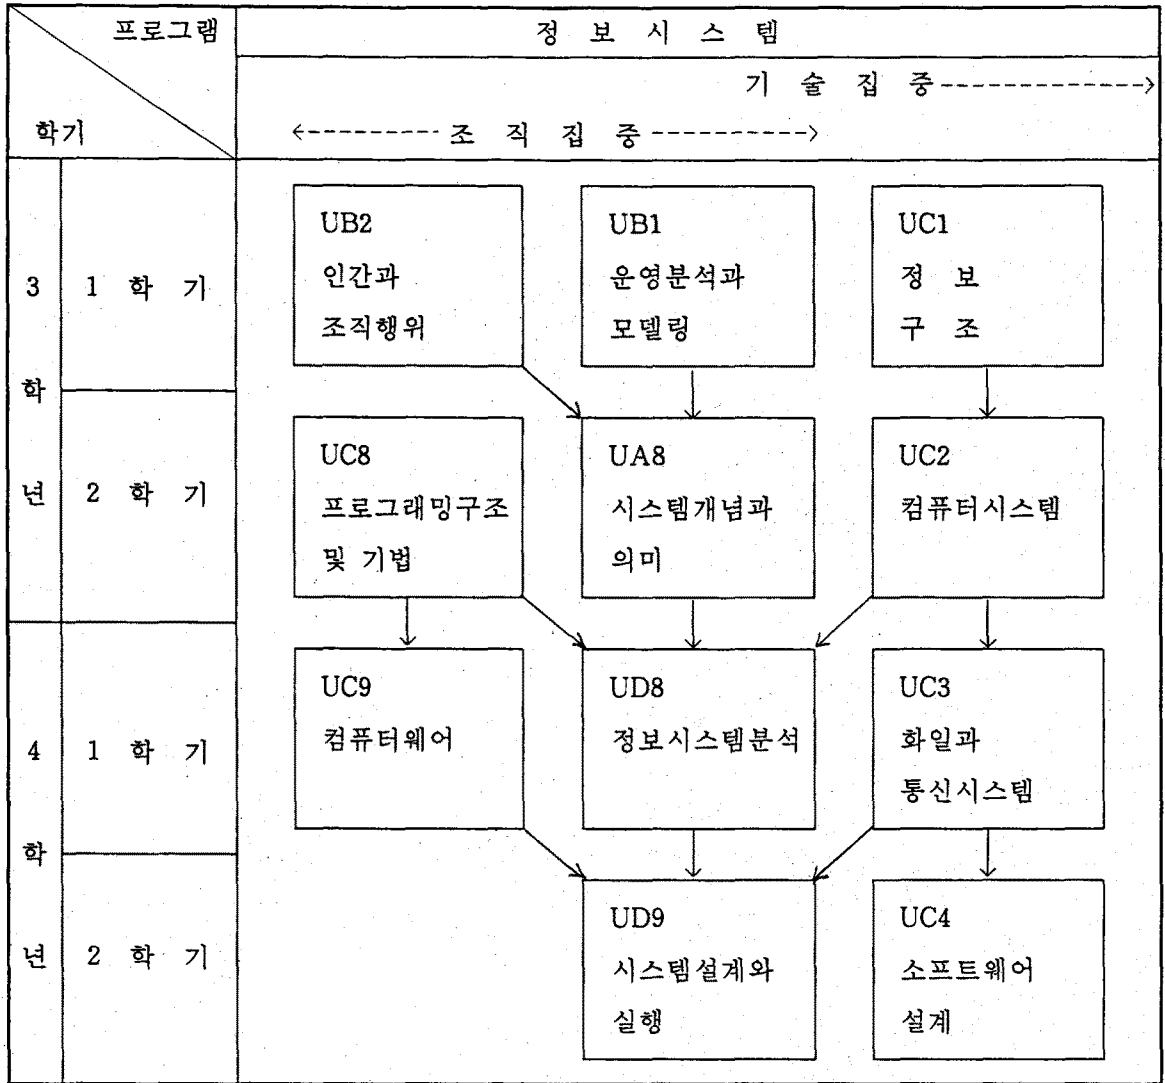 프로그램
정 보 시 스 템
기 술 집 중
학기
조 직 집 중
3 학 년
1 학 기
UB2
인간과
조직행위
UB1
운영분석과
모델링
UC1
정 보
구 조
2 학 기
UC8
프로그래밍구조
및 기법
UA8
시스템개념과
의미
UC2
컴퓨터시스템
4 학 년
1 학 기
UC9
컴퓨터웨어
UD8
정보시스템분석
UC3
화일과
통신시스템
2 학 기
UD9
시스템설계와
실행
UC4
소프트웨어
설계